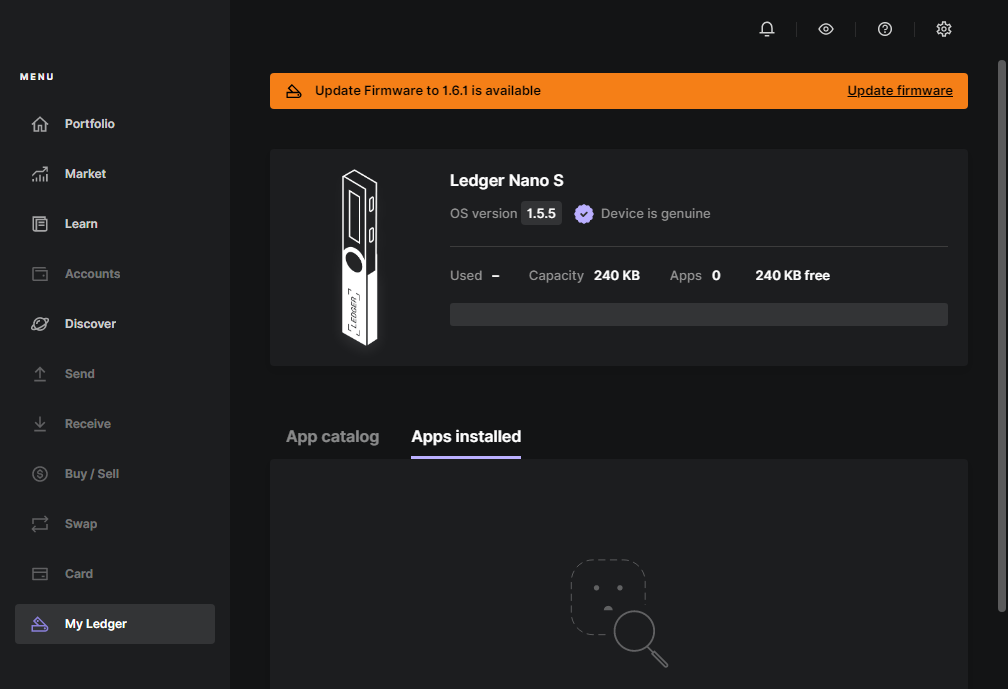 MENU
Portfolio
Market
Learn
Accounts
Discover
Send
Receive
Buy / Sell
Swap
Card
My Ledger
Update Firmware to 1.6.1 is available
Update firmware
Ledger Nano S
OS version 1.5.5 Device is genuine
Used – Capacity 240 KB Apps 0 240 KB free
LEDGER
App catalog Apps installed